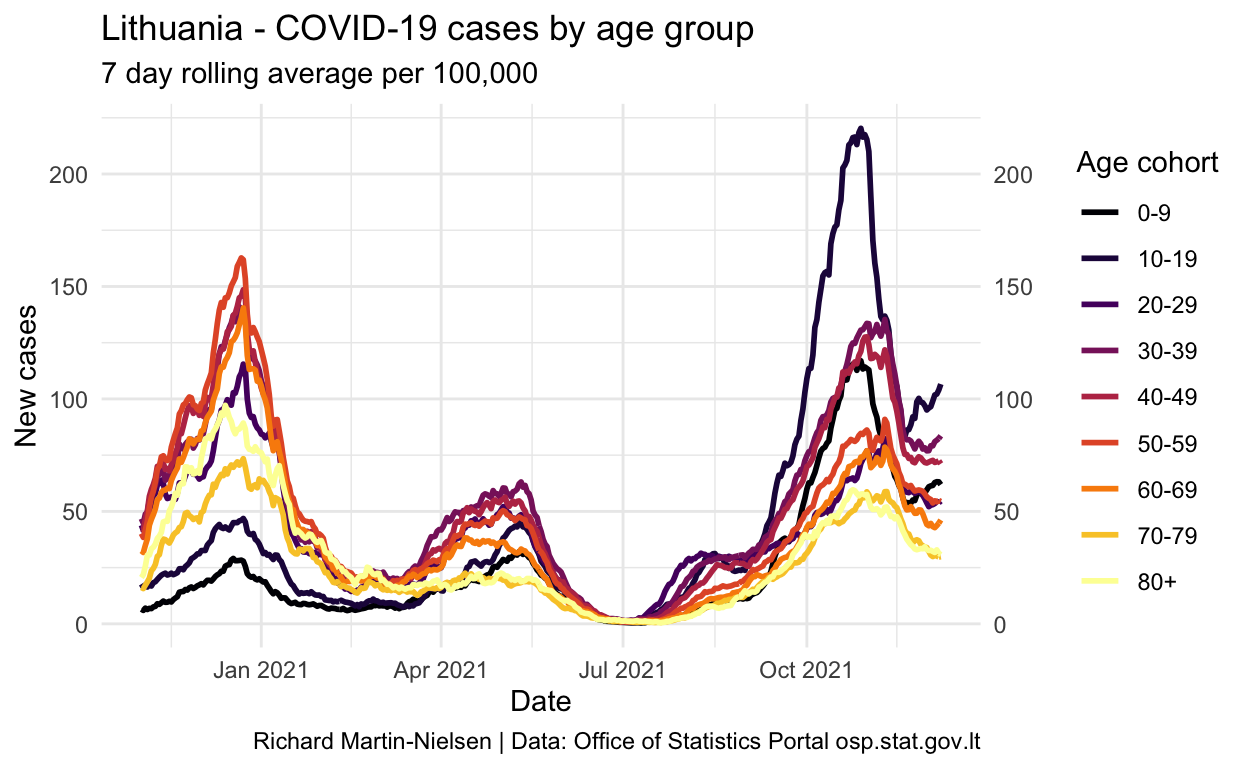 Lithuania - COVID-19 cases by age group
7 day rolling average per 100,000
New cases
200
150
100
50
0
200
150
100
50
0
Jan 2021
Apr 2021
Jul 2021
Oct 2021
Date
Age cohort
0-9
10-19
20-29
30-39
40-49
50-59
60-69
70-79
80+
Richard Martin-Nielsen | Data: Office of Statistics Portal osp.stat.gov.lt